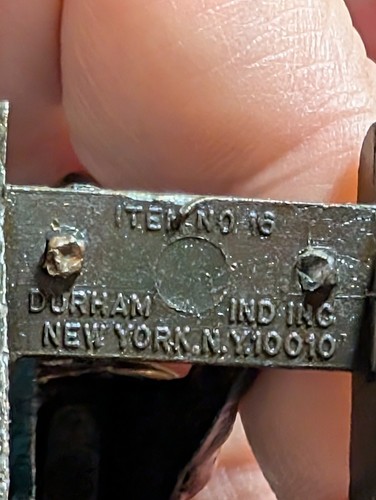 ITEM NO 16
DURHAM IND INC
NEW YORK. N.Y. 10010